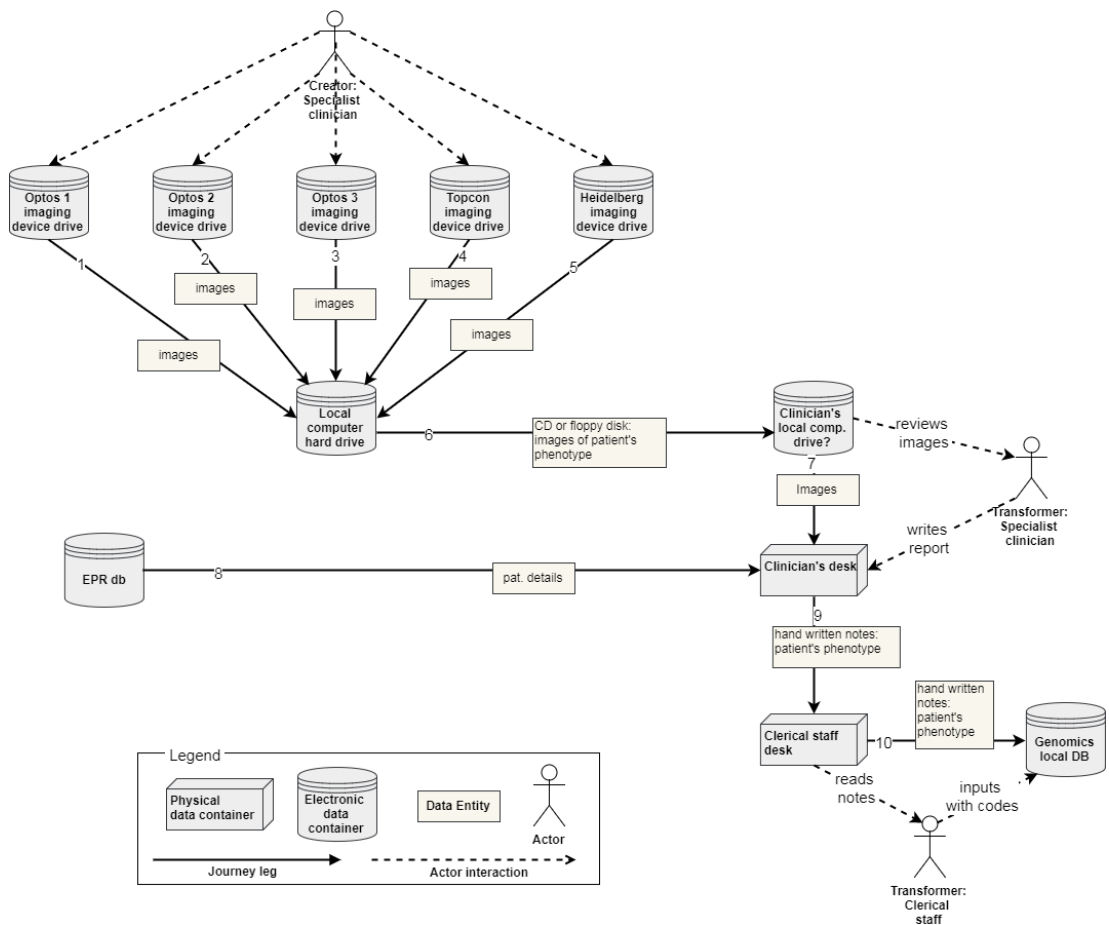 Creator:
Specialist
clinician
Optos 1
imaging
device drive
Optos 2
imaging
device drive
Optos 3
imaging
device drive
Topcon
imaging
device drive
Heidelberg
imaging
device drive
1
2
3
4
5
images
images
images
images
images
Local
computer
hard drive
6
CD or floppy disk:
images of patient's
phenotype
Clinician's
local comp.
drive?
reviews
images
7
Images
Transformer:
Specialist
clinician
writes
report
EPR db
8
pat. details
Clinician's desk
9
hand written notes:
patient's phenotype
Clerical staff
desk
10
hand written
notes:
patient's
phenotype
Genomics
local DB
reads
notes
inputs
with codes
Transformer:
Clerical
staff
Legend
Physical
data container
Electronic
data
container
Data Entity
Actor
Journey leg
Actor interaction